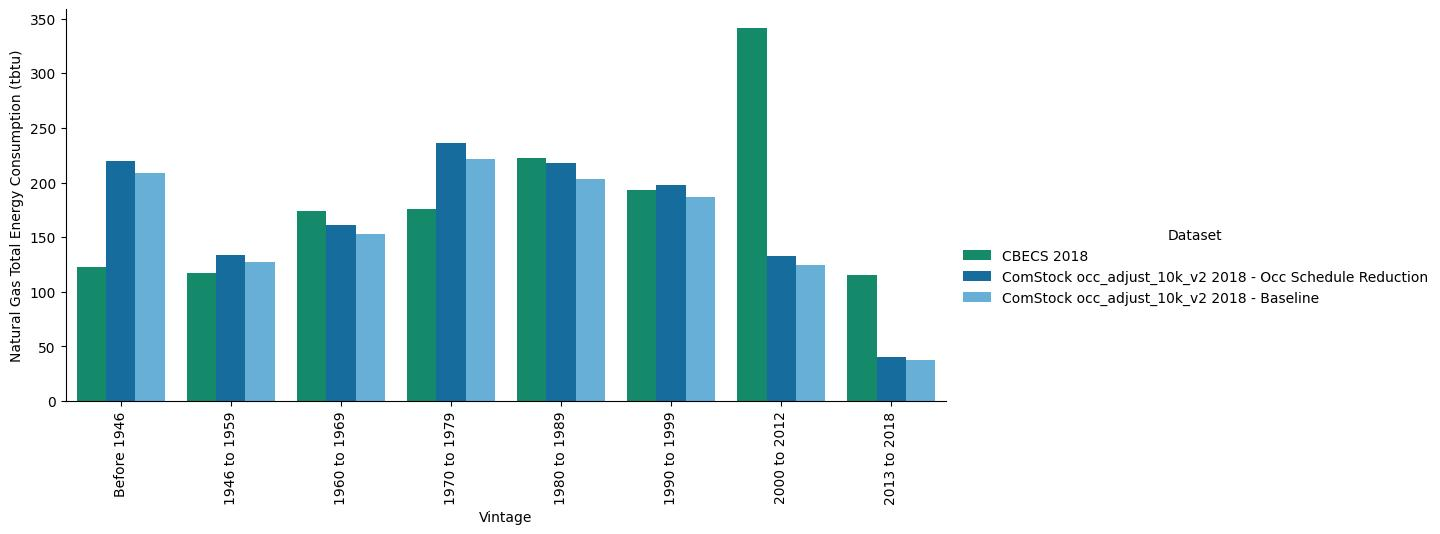 350
300
250
200
150
100
50
0
Natural Gas Total Energy Consumption (tbtu)
Before 1946
1946 to 1959
1960 to 1969
1970 to 1979
1980 to 1989
1990 to 1999
2000 to 2012
2013 to 2018
Vintage
Dataset
CBECS 2018
ComStock occ_adjust_10k_v2 2018 - Occ Schedule Reduction
ComStock occ_adjust_10k_v2 2018 - Baseline